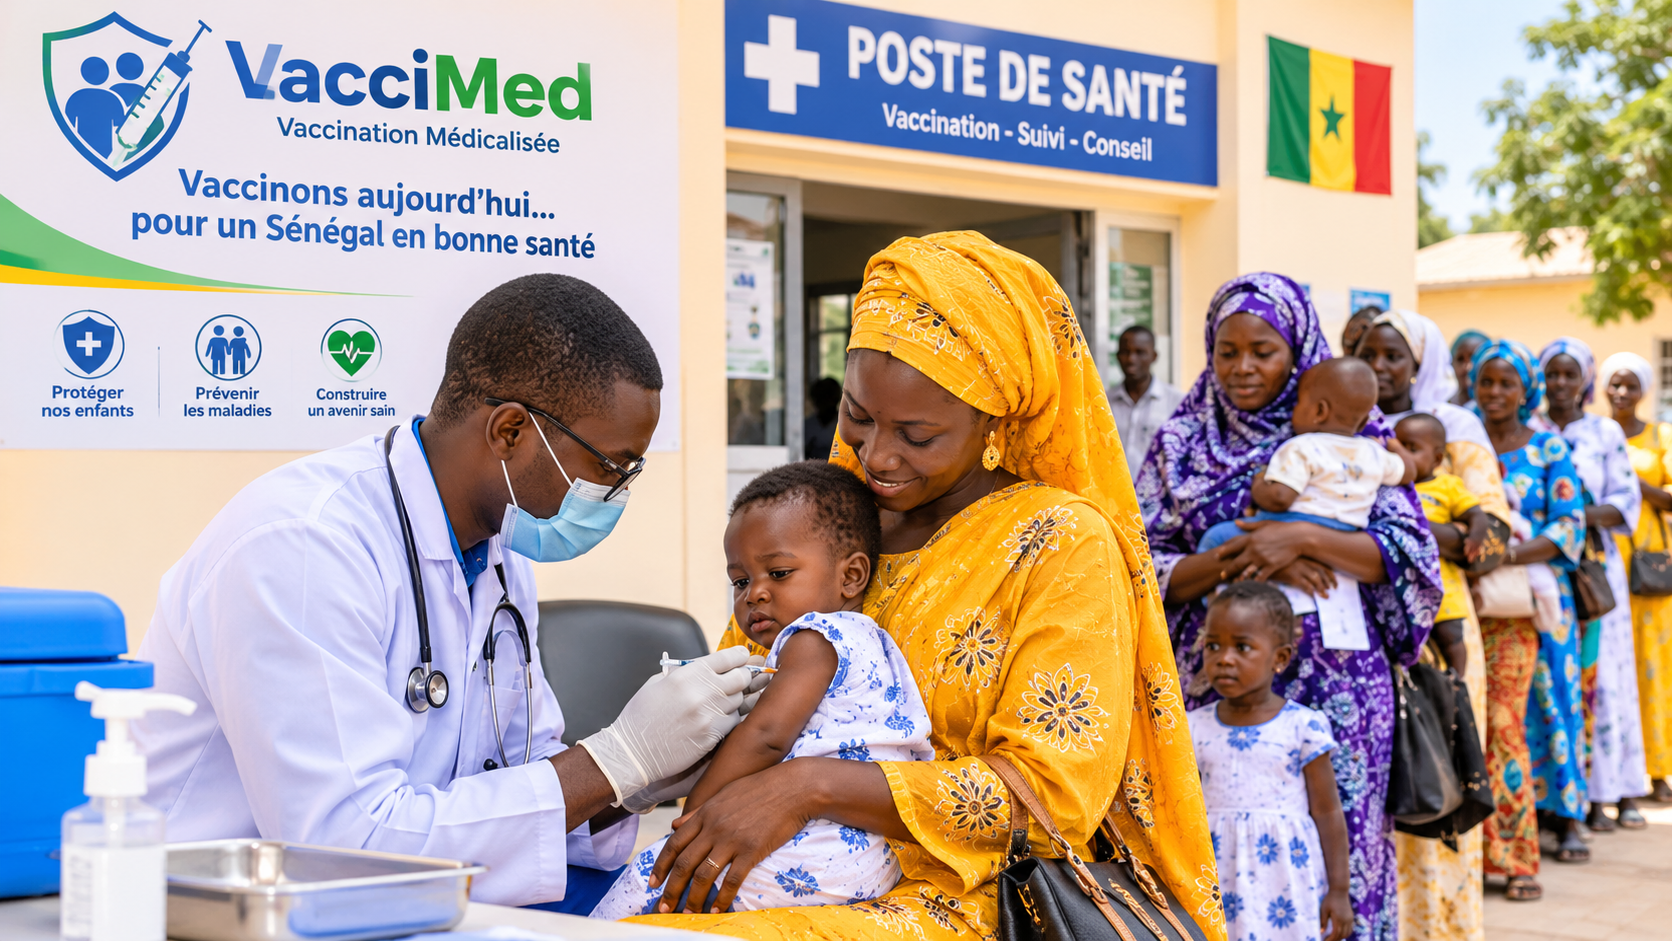 VacciMed
Vaccination Médicalisée
Vaccinons aujourd'hui...
pour un Sénégal en bonne santé
Protéger
nos enfants
Prévenir
les maladies
Construire
un avenir sain
POSTE DE SANTÉ
Vaccination - Suivi - Conseil